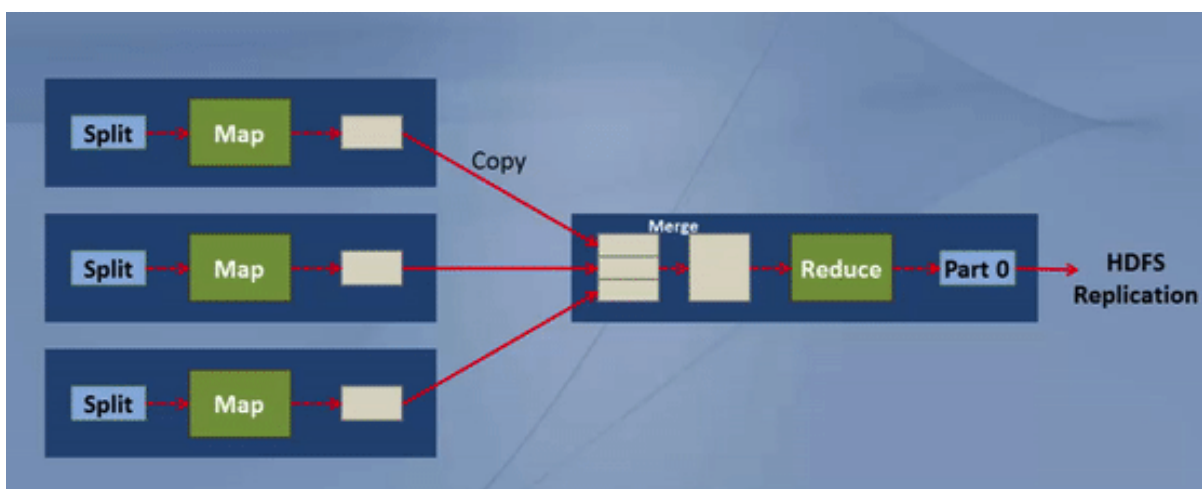 Split
Map
Copy
Split
Map
Merge
Reduce
Part 0
HDFS
Replication
Split
Map